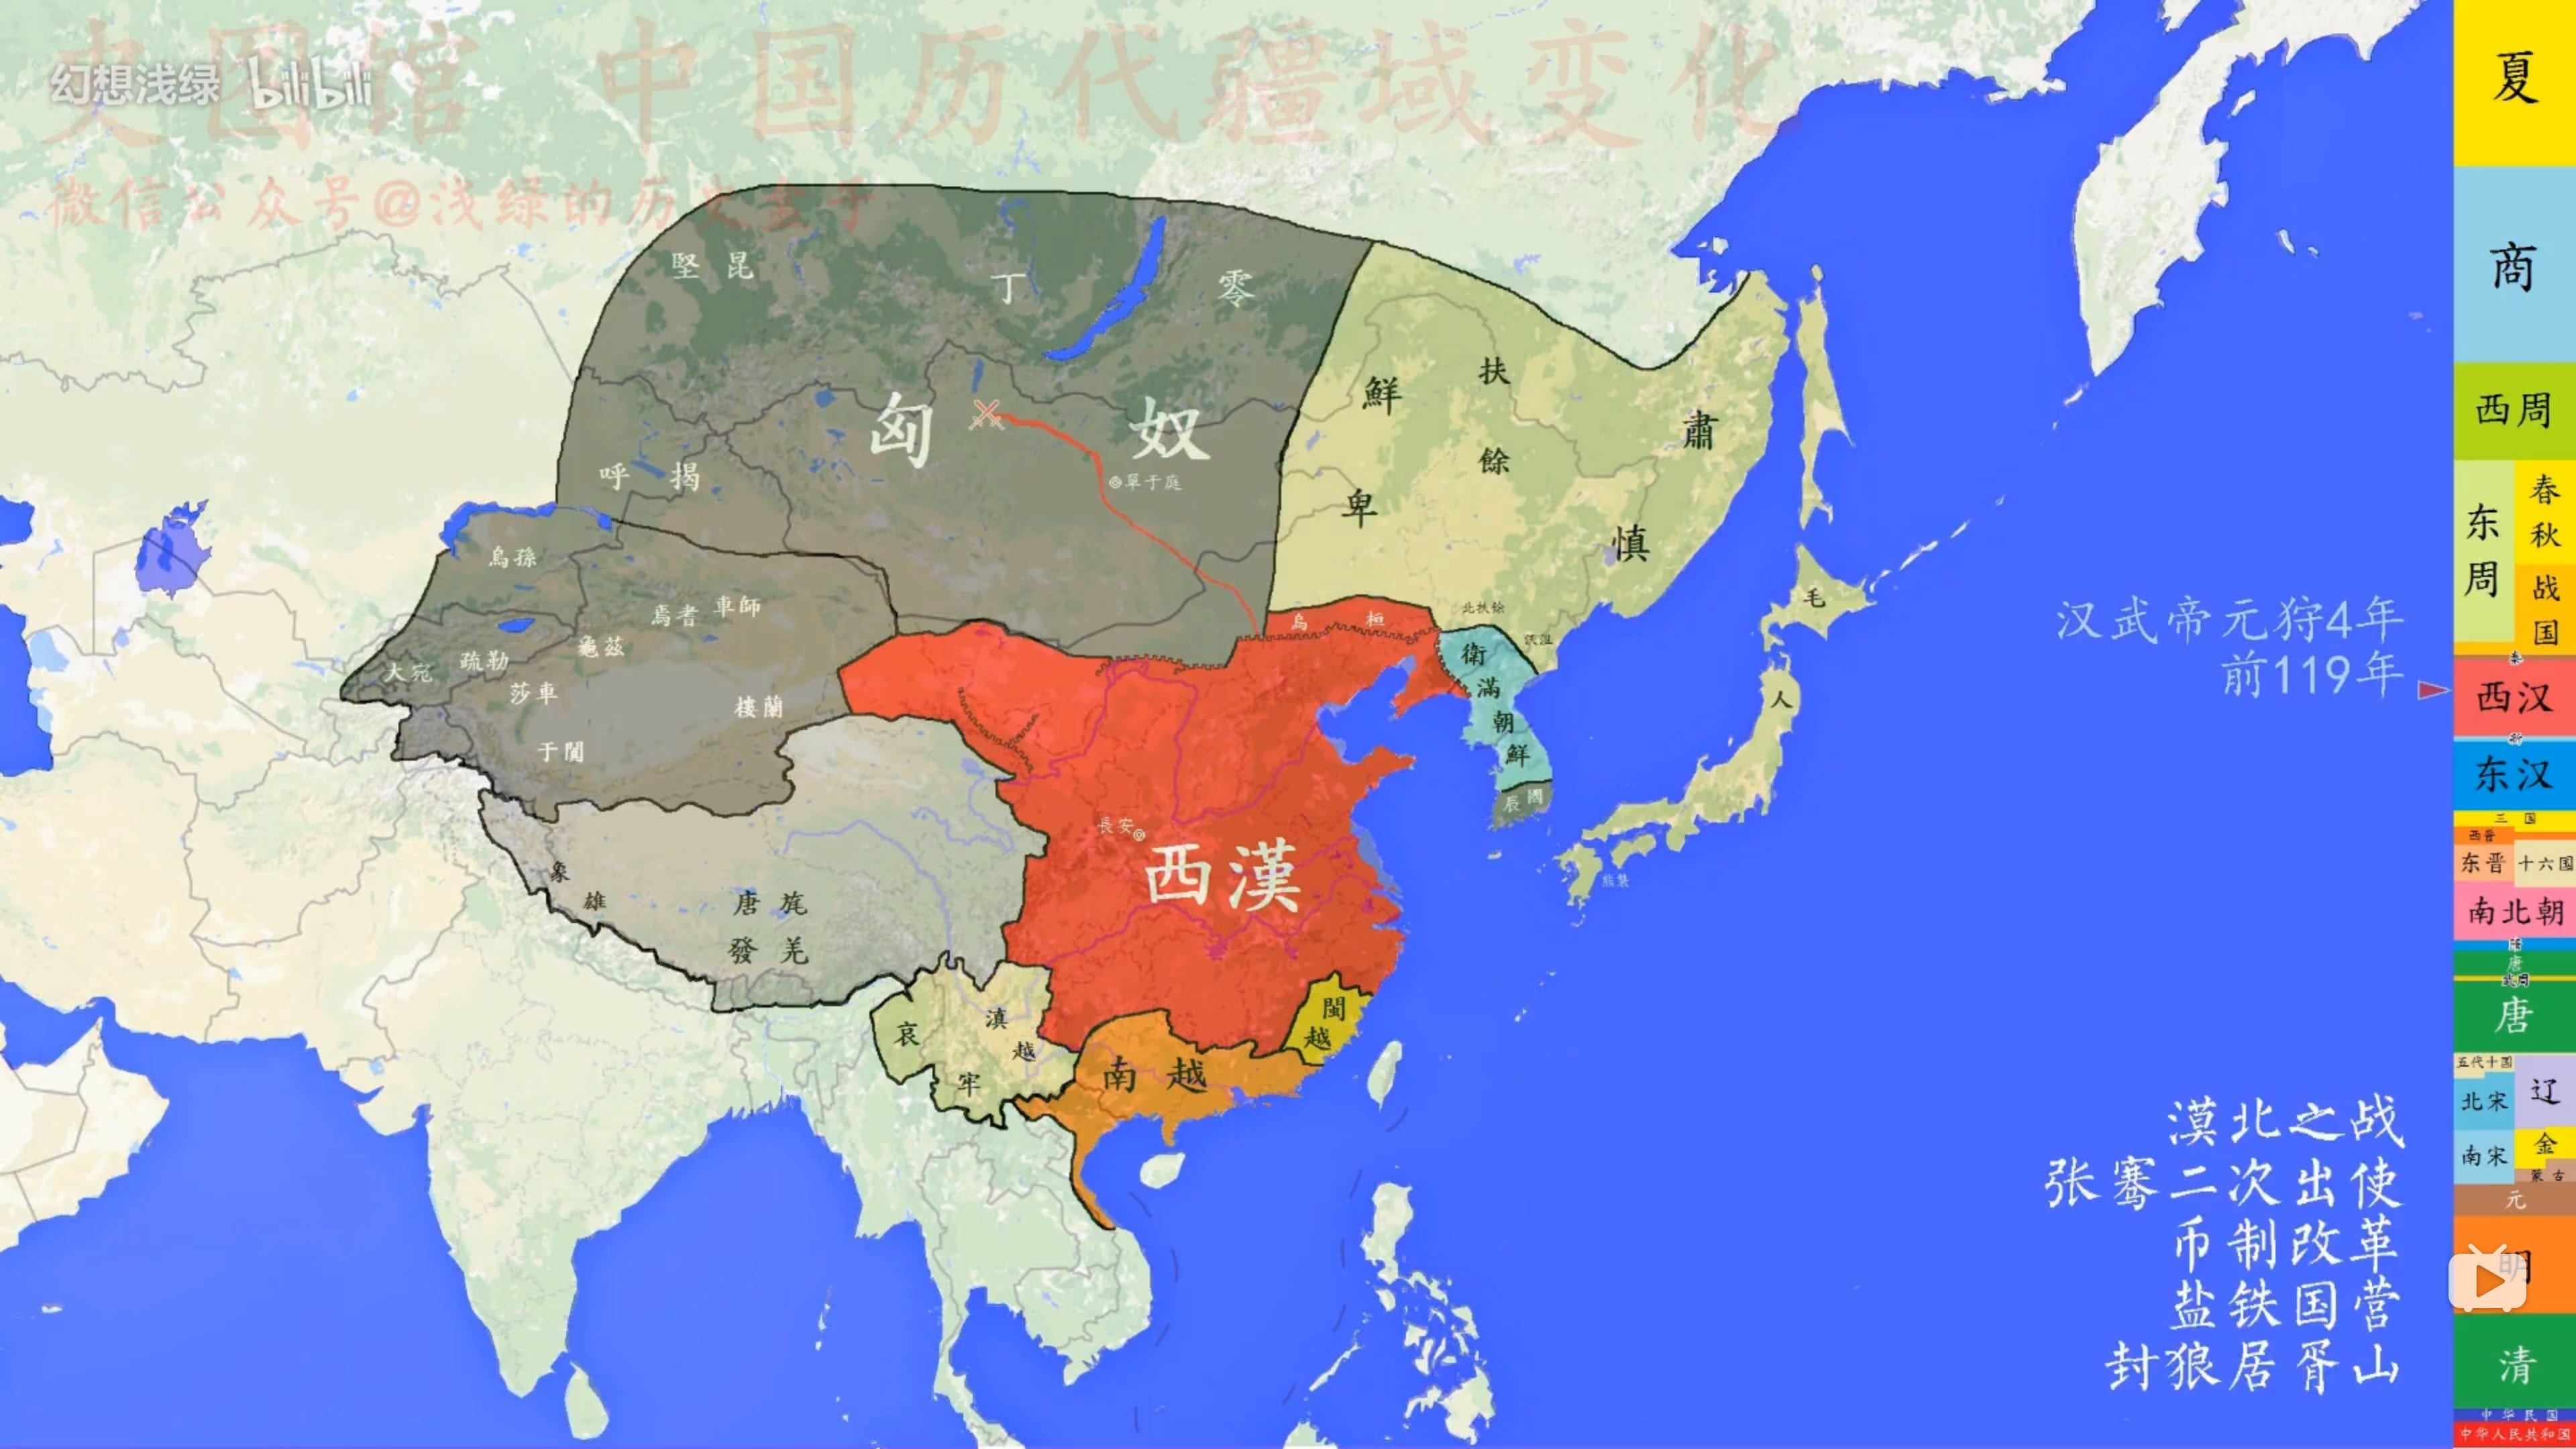 史图馆 中国历代疆域变化
幻想浅绿 bilibili
微信公众号@浅绿的历史盒子
堅昆
丁零
匈奴
呼揭
單于庭
鮮卑
扶餘
肅慎
北扶餘
沃沮
烏桓
烏孫
焉耆 車師
龜茲
大宛
疏勒
莎車
樓蘭
于闐
衛滿朝鮮
辰國
毛人
熊襲
長安
西漢
象雄
唐旄
發羌
哀牢
滇越
南越
閩越
汉武帝元狩4年
前119年
漠北之战
张骞二次出使
币制改革
盐铁国营
封狼居胥山
夏
商
西周
东周
春秋
战国
秦
西汉
新
东汉
三国
西晋
东晋
十六国
南北朝
隋
唐
武周
唐
五代十国
辽
北宋
南宋
金
蒙古
元
明
清
中华民国
中华人民共和国